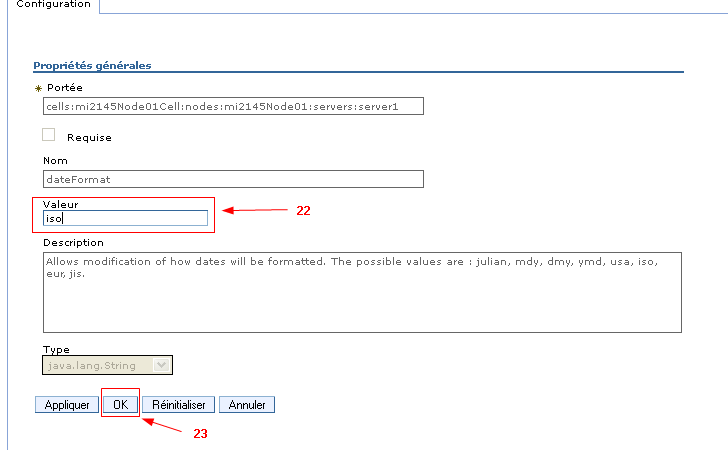 Configuration
Propriétés générales
Portée
cells:mi2145Node01Cell:nodes:mi2145Node01:servers:server1
Requise
Nom
dateFormat
Valeur
iso
22
Description
Allows modification of how dates will be formatted. The possible values are : julian, mdy, dmy, ymd, usa, iso,
eur, jis.
Type
java.lang.String
Appliquer OK Réinitialiser Annuler
23